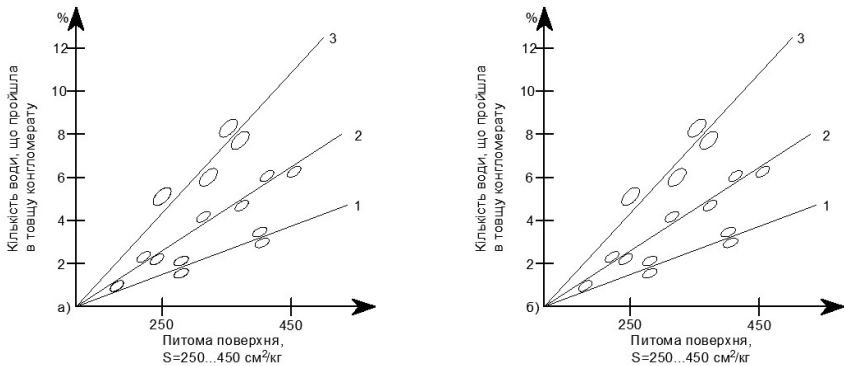 %
12
10
8
6
4
2
а)
Кількість води, що пройшла
в товщу конгломерату
3
2
1
250
450
Питома поверхня,
S=250...450 см²/кг
%
12
10
8
6
4
2
б)
Кількість води, що пройшла
в товщу конгломерату
3
2
1
250
450
Питома поверхня,
S=250...450 см²/кг